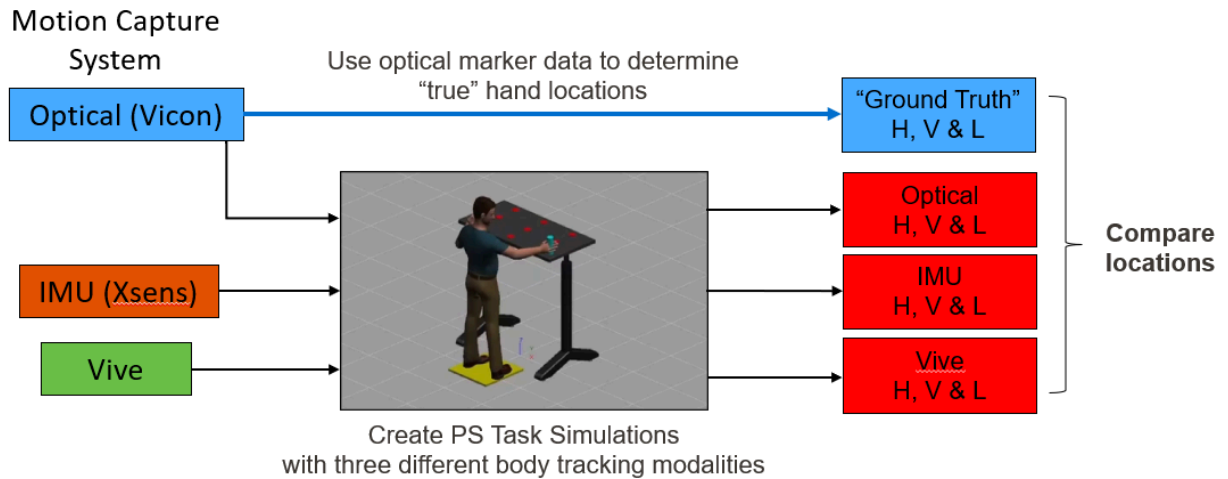 Motion Capture
System
Use optical marker data to determine
“true” hand locations
Optical (Vicon)
“Ground Truth”
H, V & L
Optical
H, V & L
IMU (Xsens)
IMU
H, V & L
Vive
Vive
H, V & L
Compare
locations
Create PS Task Simulations
with three different body tracking modalities